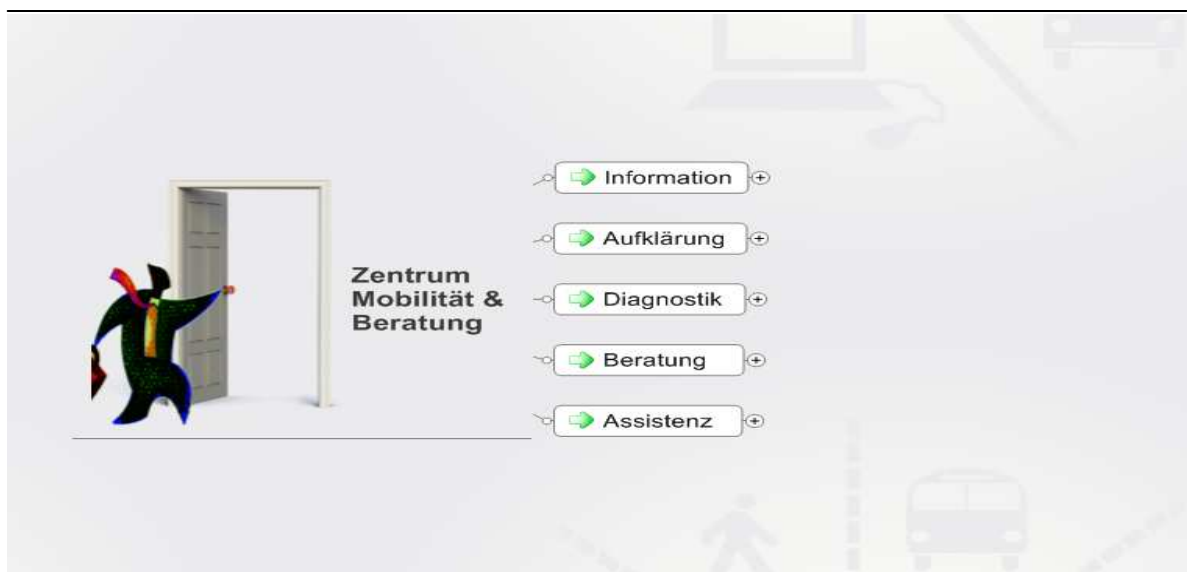 Zentrum
Mobilität &
Beratung
Information
Aufklärung
Diagnostik
Beratung
Assistenz